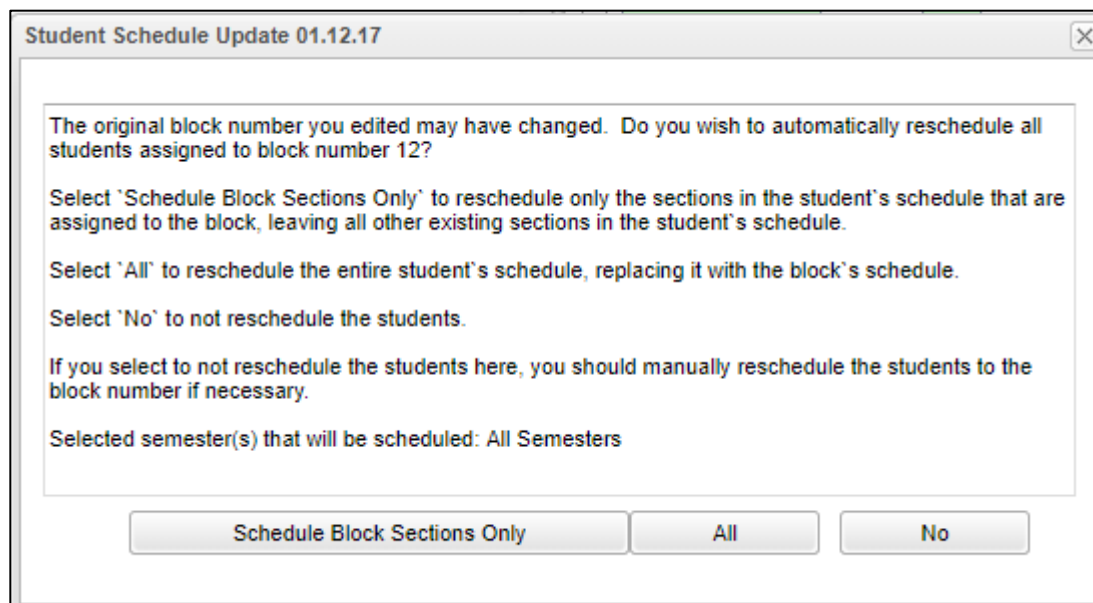 Student Schedule Update 01.12.17
The original block number you edited may have changed.  Do you wish to automatically reschedule all
students assigned to block number 12?
Select `Schedule Block Sections Only` to reschedule only the sections in the student`s schedule that are
assigned to the block, leaving all other existing sections in the student`s schedule.
Select `All` to reschedule the entire student`s schedule, replacing it with the block`s schedule.
Select `No` to not reschedule the students.
If you select to not reschedule the students here, you should manually reschedule the students to the
block number if necessary.
Selected semester(s) that will be scheduled: All Semesters
Schedule Block Sections Only All No